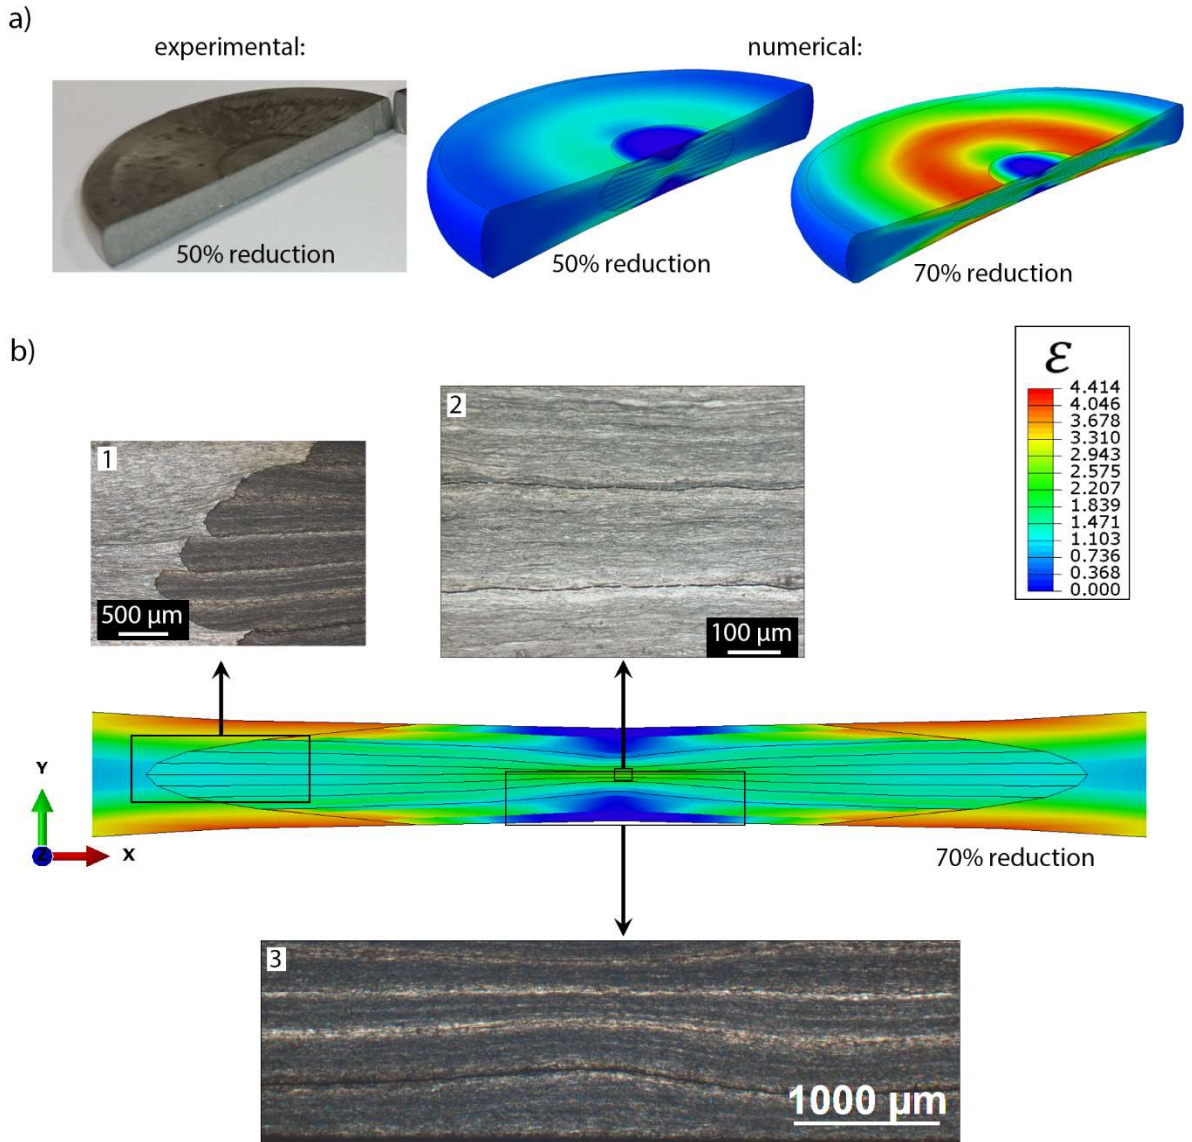 a)
experimental:
numerical:
50% reduction
50% reduction
70% reduction
b)
ε
4.414
4.046
3.678
3.310
2.943
2.575
2.207
1.839
1.471
1.103
0.736
0.368
0.000
1
500 µm
2
100 µm
Y
Z
X
70% reduction
3
1000 µm